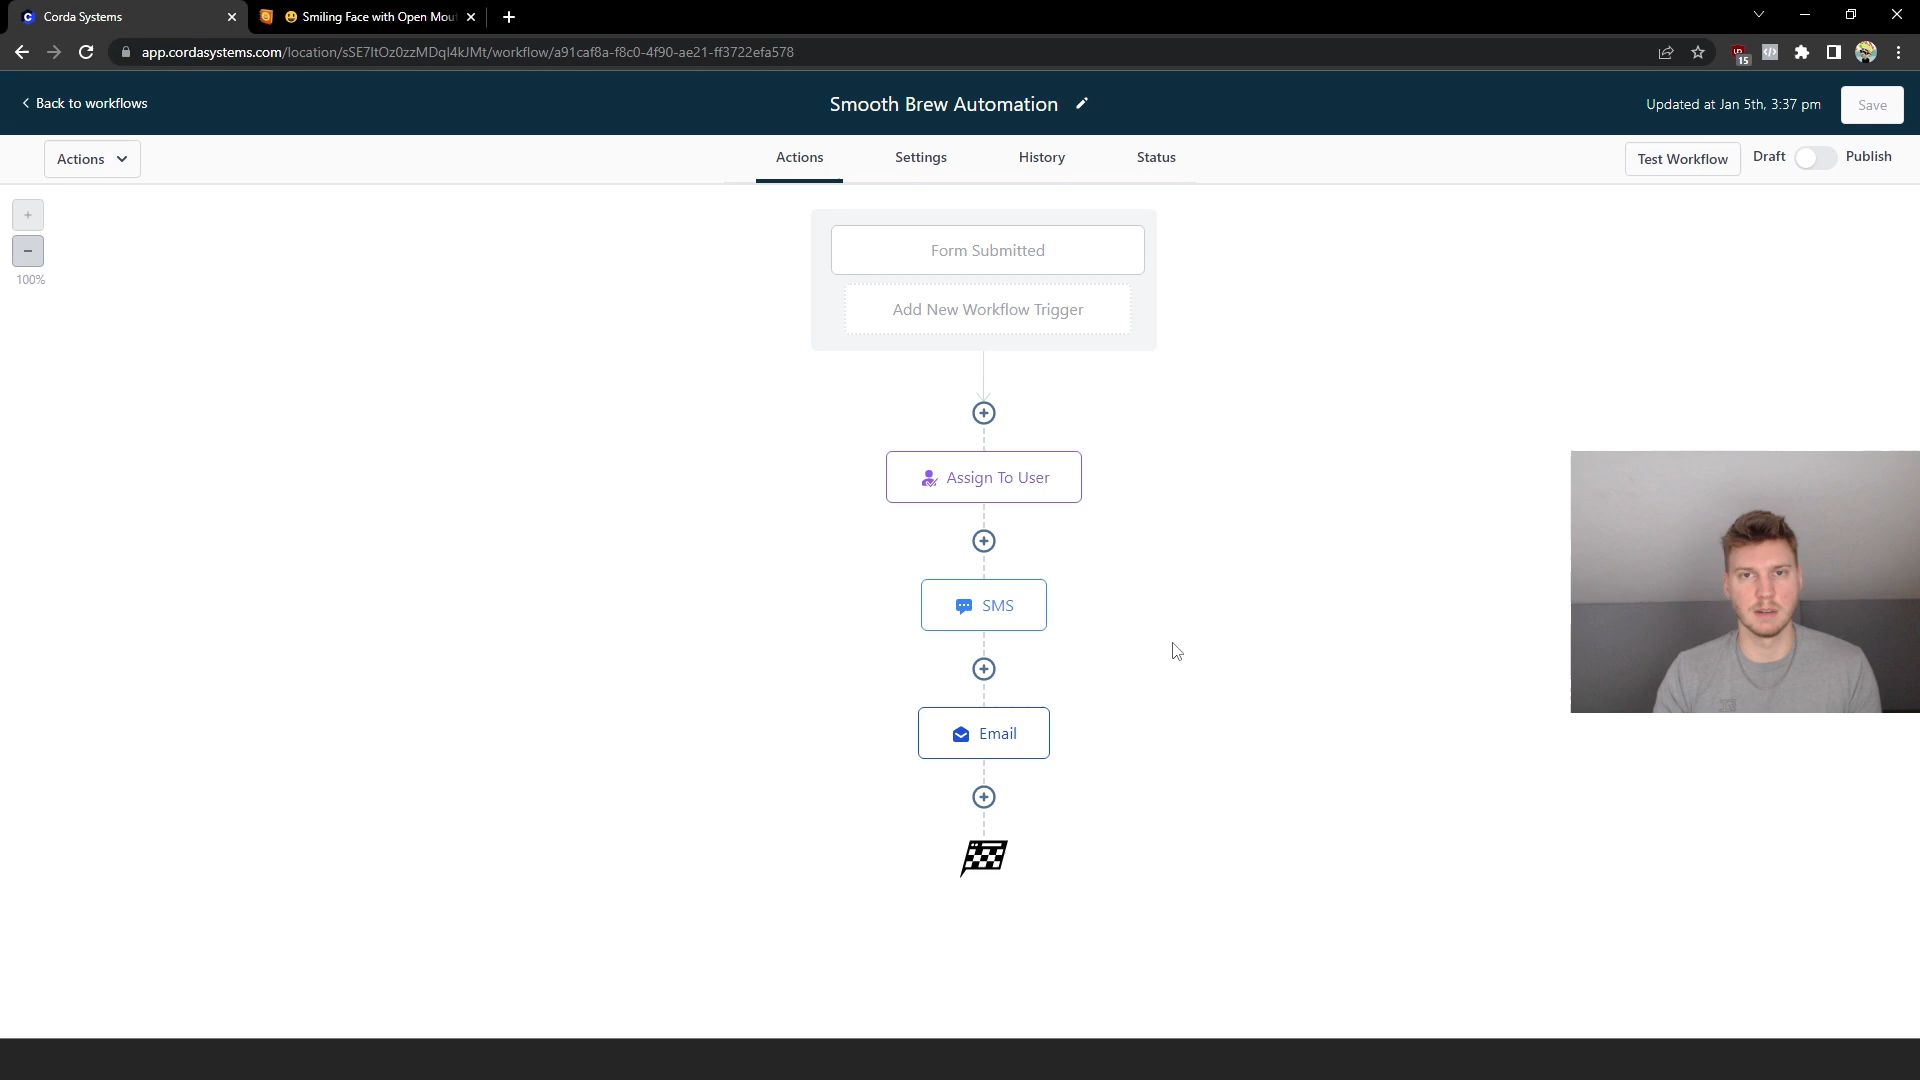 Corda Systems
Smiling Face with Open Mou
app.cordasystems.com/location/sSE7ltOz0zzMDql4kJMt/workflow/a91caf8a-f8c0-4f90-ae21-ff3722efa578
15
Back to workflows
Smooth Brew Automation
Updated at Jan 5th, 3:37 pm
Save
Actions
Actions
Settings
History
Status
Test Workflow
Draft
Publish
+
−
100%
Form Submitted
Add New Workflow Trigger
Assign To User
SMS
Email